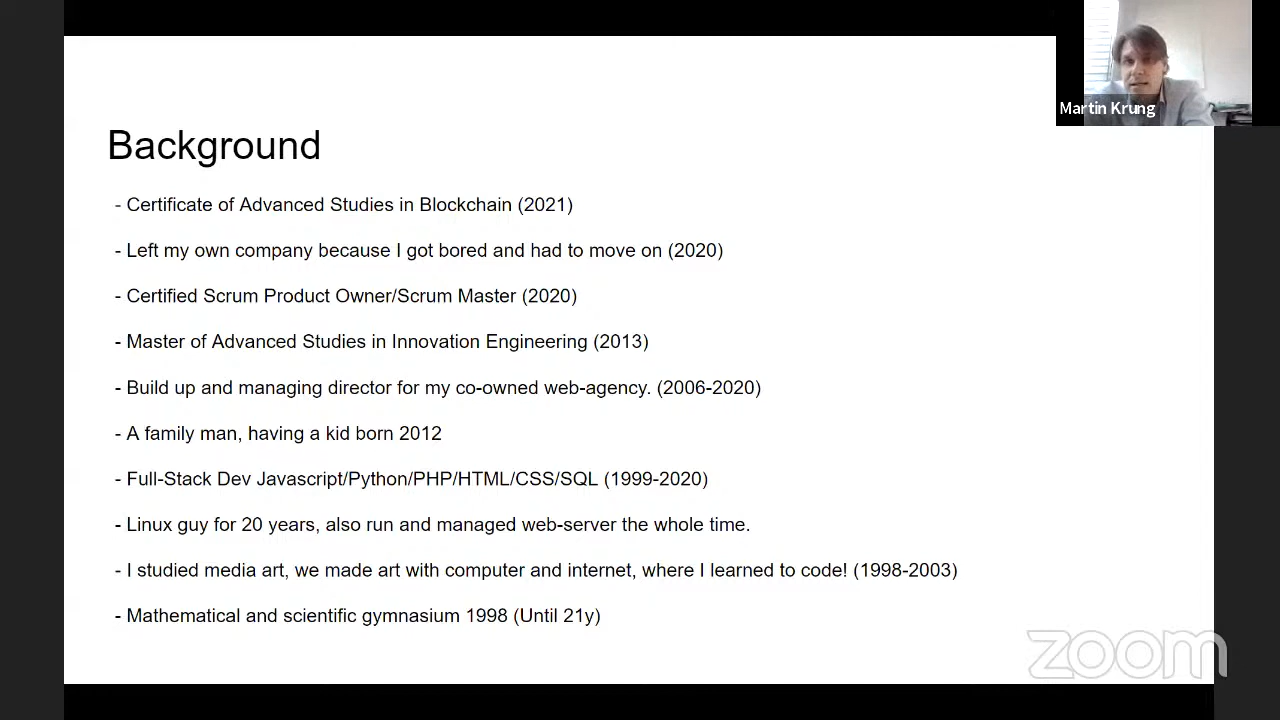 Martin Krung
Background
- Certificate of Advanced Studies in Blockchain (2021)
- Left my own company because I got bored and had to move on (2020)
- Certified Scrum Product Owner/Scrum Master (2020)
- Master of Advanced Studies in Innovation Engineering (2013)
- Build up and managing director for my co-owned web-agency. (2006-2020)
- A family man, having a kid born 2012
- Full-Stack Dev Javascript/Python/PHP/HTML/CSS/SQL (1999-2020)
- Linux guy for 20 years, also run and managed web-server the whole time.
- I studied media art, we made art with computer and internet, where I learned to code! (1998-2003)
- Mathematical and scientific gymnasium 1998 (Until 21y)
zoom